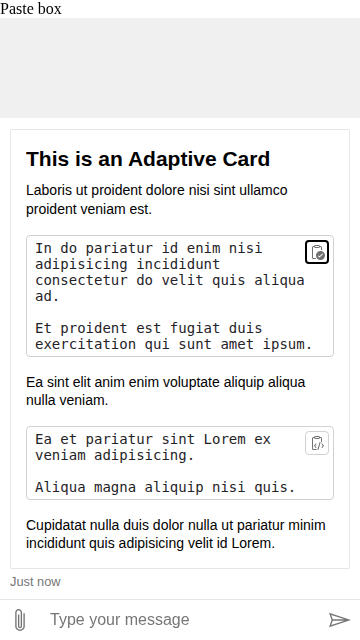 Paste box
This is an Adaptive Card
Laboris ut proident dolore nisi sint ullamco
proident veniam est.
In do pariatur id enim nisi
adipisicing incididunt
consectetur do velit quis aliqua
ad.
Et proident est fugiat duis
exercitation qui sunt amet ipsum.
Ea sint elit anim enim voluptate aliquip aliqua
nulla veniam.
Ea et pariatur sint Lorem ex
veniam adipisicing.
Aliqua magna aliquip nisi quis.
Cupidatat nulla duis dolor nulla ut pariatur minim
incididunt quis adipisicing velit id Lorem.
Just now
Type your message